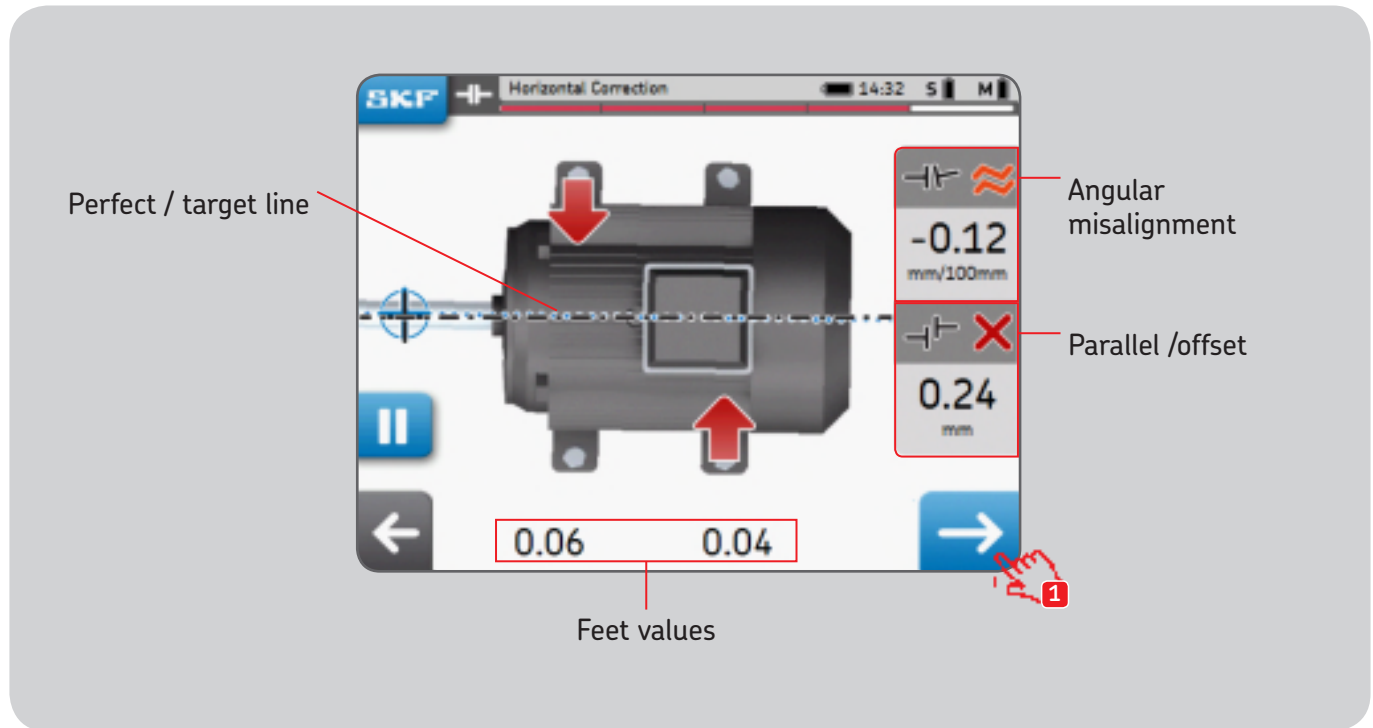 SKF Horizontal Correction 14:32 S M
Perfect / target line
Angular
misalignment
-0.12
mm/100mm
Parallel /offset
0.24
mm
0.06 0.04
1
Feet values